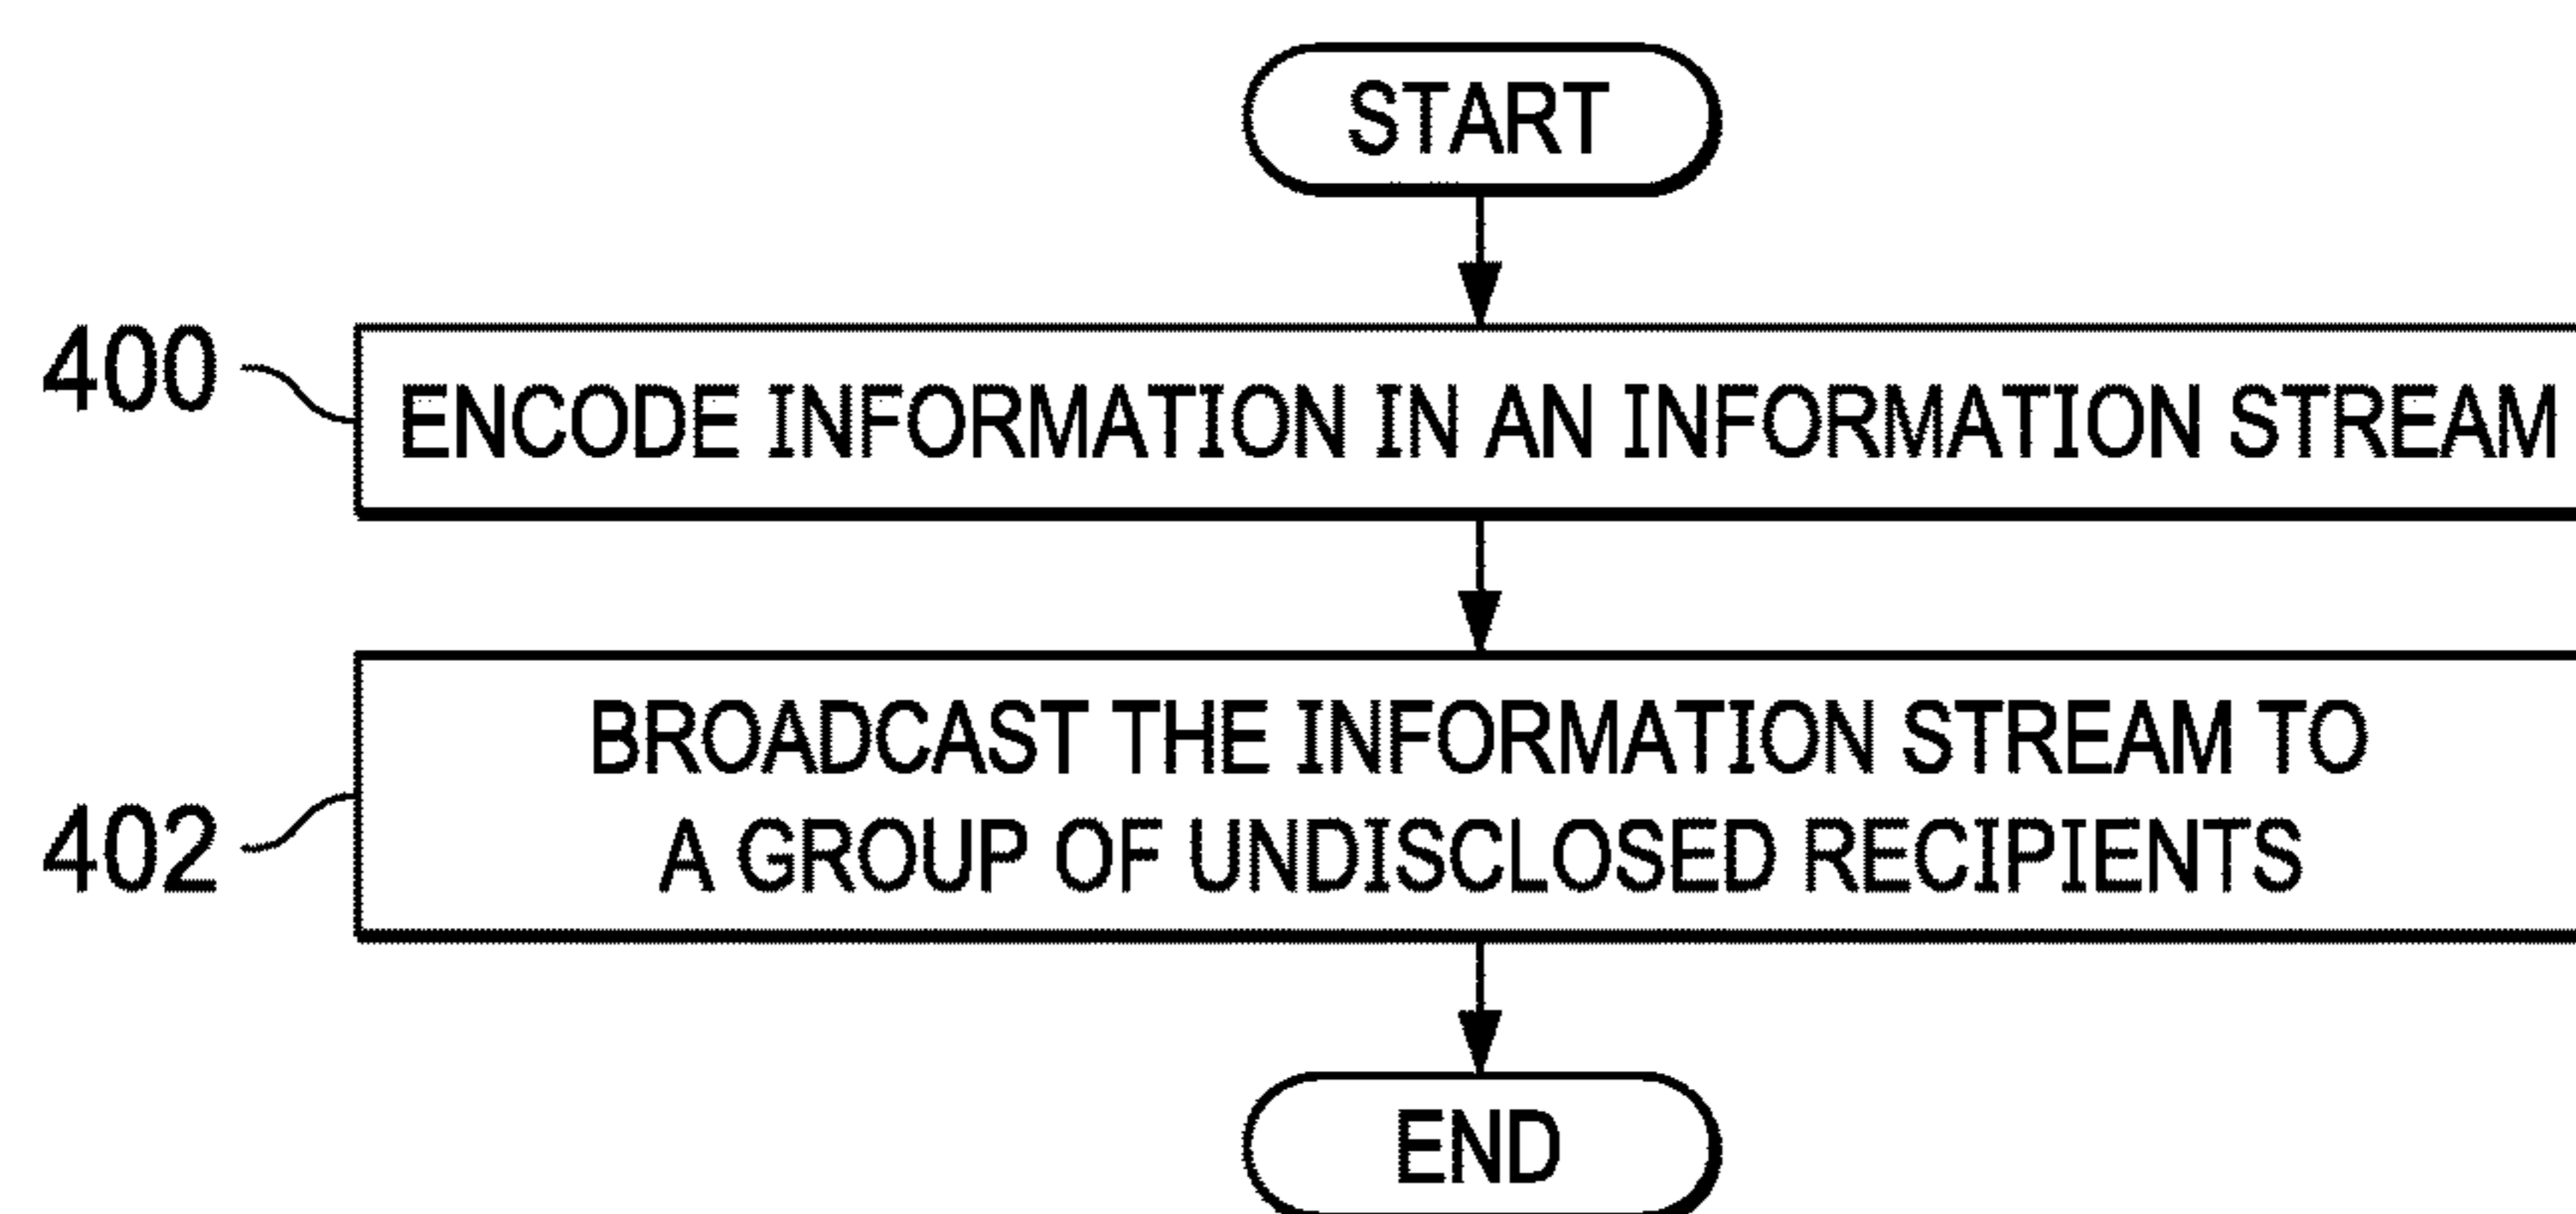 START
400
ENCODE INFORMATION IN AN INFORMATION STREAM
BROADCAST THE INFORMATION STREAM TO
402
A GROUP OF UNDISCLOSED RECIPIENTS
END